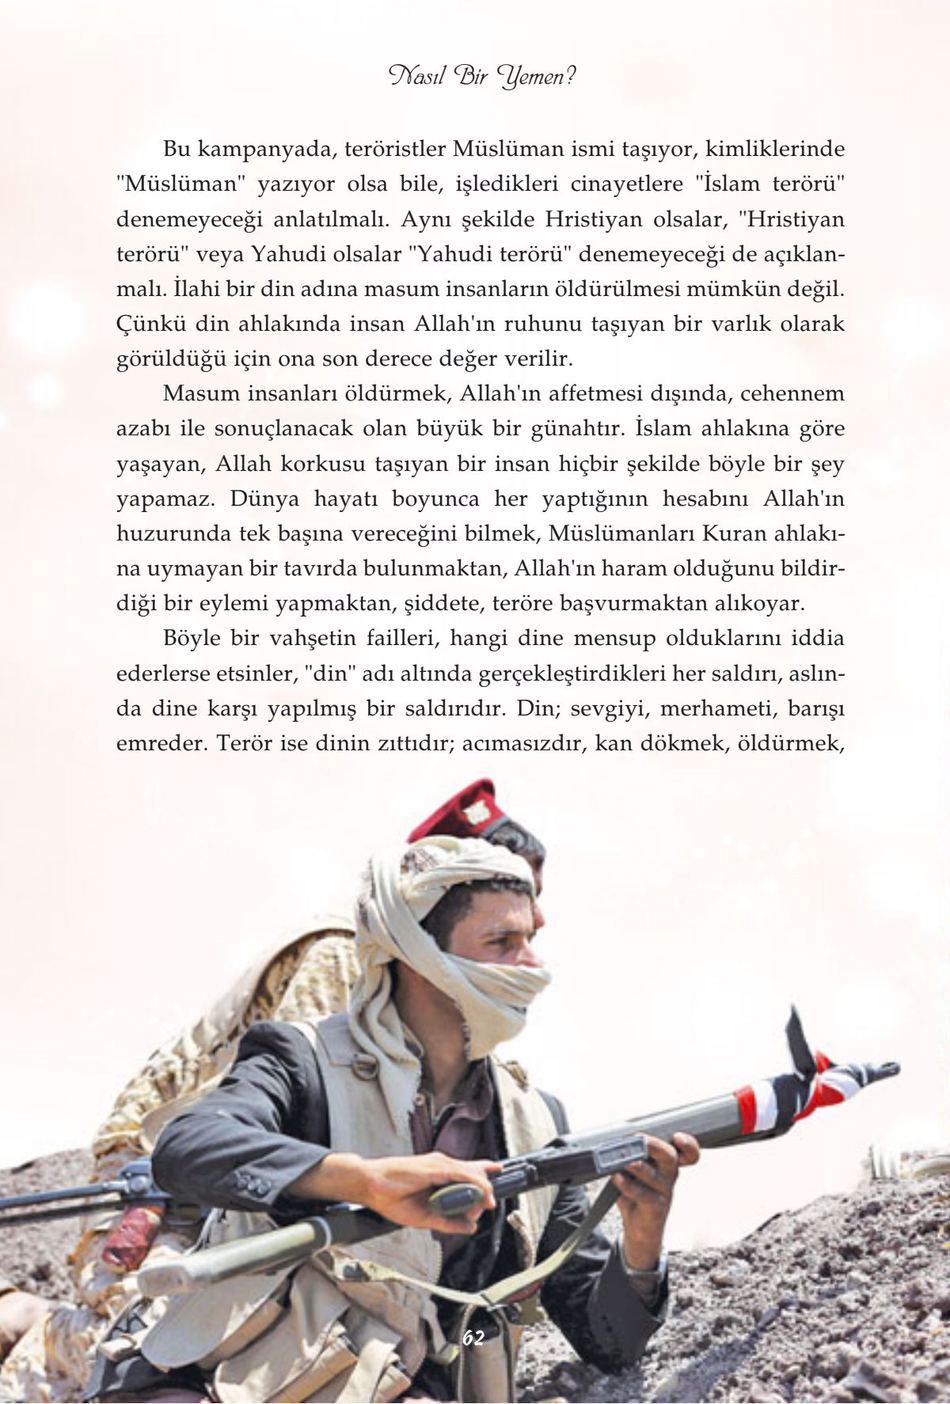 Nasıl Bir Yemen?
Bu kampanyada, teröristler Müslüman ismi taşıyor, kimliklerinde
"Müslüman" yazıyor olsa bile, işledikleri cinayetlere "İslam terörü"
denemeyeceği anlatılmalı. Aynı şekilde Hristiyan olsalar, "Hristiyan
terörü" veya Yahudi olsalar "Yahudi terörü" denemeyeceği de açıklan-
malı. İlahi bir din adına masum insanların öldürülmesi mümkün değil.
Çünkü din ahlakında insan Allah'ın ruhunu taşıyan bir varlık olarak
görüldüğü için ona son derece değer verilir.
Masum insanları öldürmek, Allah'ın affetmesi dışında, cehennem
azabı ile sonuçlanacak olan büyük bir günahtır. İslam ahlakına göre
yaşayan, Allah korkusu taşıyan bir insan hiçbir şekilde böyle bir şey
yapamaz. Dünya hayatı boyunca her yaptığının hesabını Allah'ın
huzurunda tek başına vereceğini bilmek, Müslümanları Kuran ahlakı-
na uymayan bir tavırda bulunmaktan, Allah'ın haram olduğunu bildir-
diği bir eylemi yapmaktan, şiddete, teröre başvurmaktan alıkoyar.
Böyle bir vahşetin failleri, hangi dine mensup olduklarını iddia
ederlerse etsinler, "din" adı altında gerçekleştirdikleri her saldırı, aslın-
da dine karşı yapılmış bir saldırıdır. Din; sevgiyi, merhameti, barışı
emreder. Terör ise dinin zıttıdır; acımasızdır, kan dökmek, öldürmek,
62